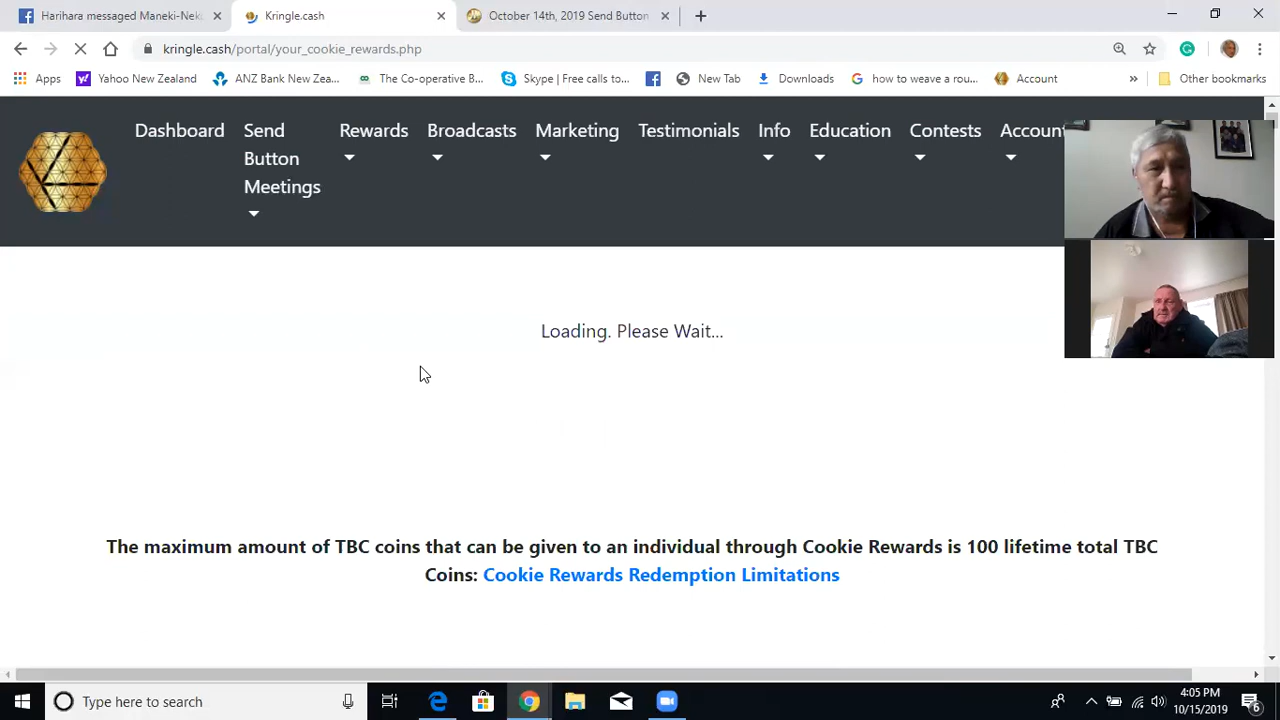 Harihara messaged Maneki-Nek
Kringle.cash
October 14th, 2019 Send Button
kringle.cash/portal/your_cookie_rewards.php
Apps
Yahoo New Zealand
ANZ Bank New Zea...
The Co-operative B...
Skype | Free calls to...
New Tab
Downloads
how to weave a rou...
Account
»
Other bookmarks
Dashboard
Send
Button
Meetings
Rewards
Broadcasts
Marketing
Testimonials
Info
Education
Contests
Account
Loading. Please Wait...
The maximum amount of TBC coins that can be given to an individual through Cookie Rewards is 100 lifetime total TBC
Coins: Cookie Rewards Redemption Limitations
Type here to search
4:05 PM
10/15/2019
6